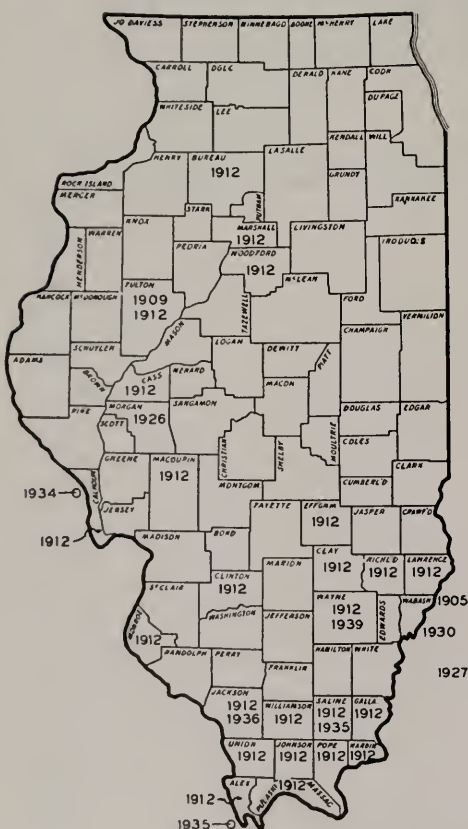 JO DAVIESS STEPHENSON WINNEBAGO BOONE McHENRY LAKE
CARROLL OGLE DEKALB KANE COOK
DUPAGE
WHITESIDE LEE
KENDALL WILL
HENRY BUREAU LASALLE
1912
GRUNDY
ROCK ISLAND
MERCER
PUTNAM
KANKAKEE
STARK
KNOX
MARSHALL LIVINGSTON
1912
WARREN
HENDERSON
PEORIA
WOODFORD IROQUOIS
1912
McLEAN
FULTON
1909
1912
HANCOCK McDONOUGH
MASON
TAZEWELL
FORD
VERMILION
LOGAN DEWITT CHAMPAIGN
SCHUYLER
ADAMS
BROWN
CASS
1912
MENARD
MACON
PIATT
PIKE
MORGAN
1926
SANGAMON
DOUGLAS EDGAR
SCOTT
MOULTRIE
COLES
GREENE MACOUPIN
1912
CHRISTIAN
SHELBY
CLARK
1934
CALHOUN
MONTGOM
CUMBERL'D
JERSEY
FAYETTE EFFGHM
1912
JASPER CRAWF'D
1912
MADISON BOND
CLAY
1912
RICHL'D
1912
LAWRENCE
1912
MARION
CLINTON
1912
ST CLAIR
WAYNE
1912
1939
EDWARDS
WABASH
1905
WASHINGTON JEFFERSON
1930
MONROE
1912
RANDOLPH PERRY HAMILTON WHITE
1927
FRANKLIN
JACKSON
1912
1936
WILLIAMSON
1912
SALINE
1912
1935
GALLA.
1912
UNION
1912
JOHNSON
1912
POPE
1912
HARDIN
1912
ALEX
1912
PULASKI
1912
MASSAC
1935